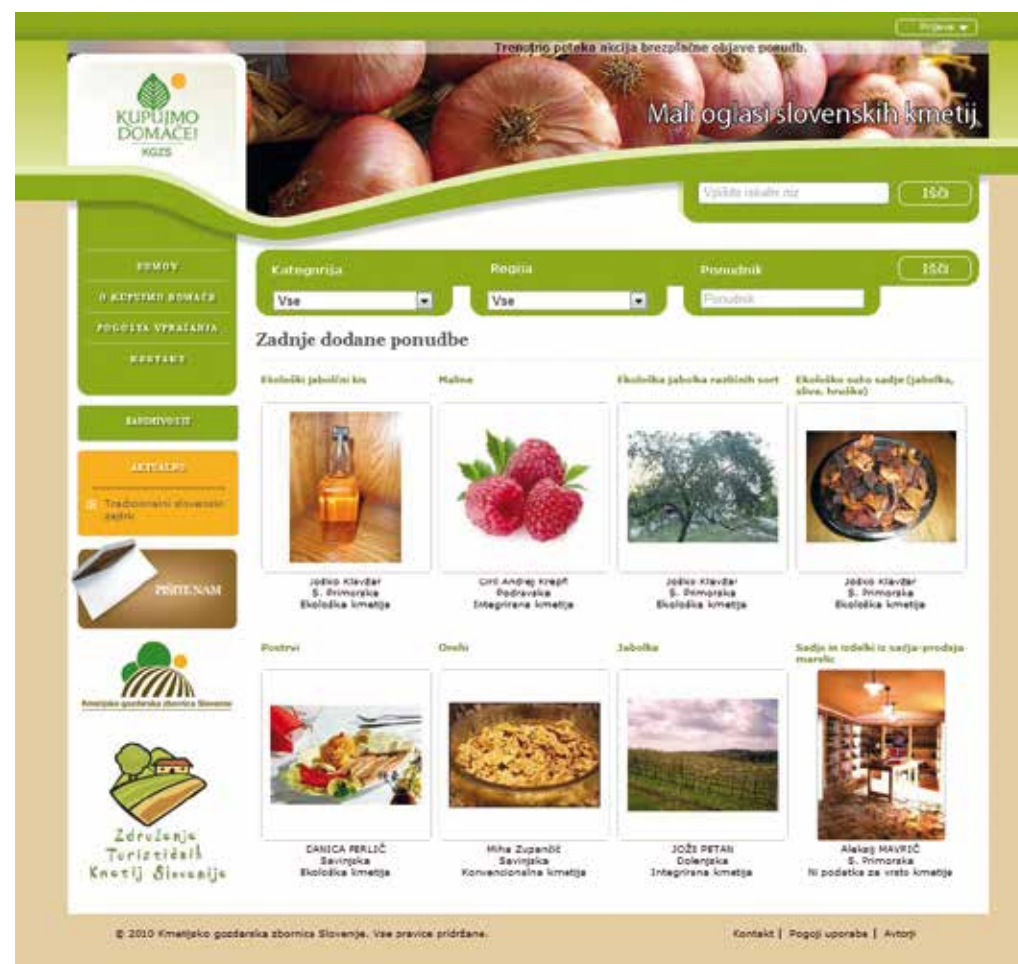 Prijava
Trenutno poteka akcija brezplačne objave ponudb.
KUPUJMO
DOMAČE!
KGZS
Mali oglasi slovenskih kmetij
Vpišite iskalni niz
IŠČI
DOMOV
O KUPUJMO DOMAČE
POGOSTA VPRAŠANJA
KONTAKT
Kategorija
Regija
Ponudnik
IŠČI
Vse
Vse
Ponudnik
Zadnje dodane ponudbe
ZANIMIVOSTI
AKTUALNO
Tradicionalni slovenski
zajtrk
PIŠITE NAM
Kmetijsko gozdarska zbornica Slovenije
Združenje
Turističnih
Kmetij Slovenije
Ekološki jabolčni kis
Maline
Ekološka jabolka različnih sort
Ekološko suho sadje (jabolka,
slive, hruške)
Joško Klavžar
S. Primorska
Ekološka kmetija
Ciril Andrej Krepfl
Podravska
Integrirana kmetija
Joško Klavžar
S. Primorska
Ekološka kmetija
Joško Klavžar
S. Primorska
Ekološka kmetija
Postrvi
Orehi
Jabolka
Sadje in izdelki iz sadja-prodaja
marelic
DANICA PERLIČ
Savinjska
Ekološka kmetija
Miha Zupančič
Savinjska
Konvencionalna kmetija
JOŽE PETAN
Dolenjska
Integrirana kmetija
Aleksij MAVRIČ
S. Primorska
Ni podatka za vrsto kmetije
© 2010 Kmetijsko gozdarska zbornica Slovenije. Vse pravice pridržane.
Kontakt | Pogoji uporabe | Avtorji